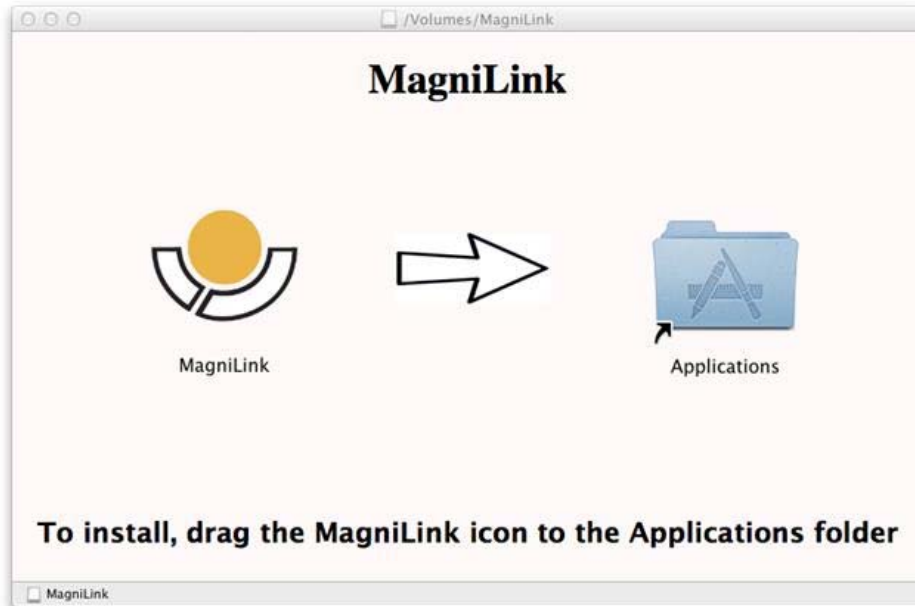 /Volumes/MagniLink
MagniLink
MagniLink
Applications
To install, drag the MagniLink icon to the Applications folder
MagniLink